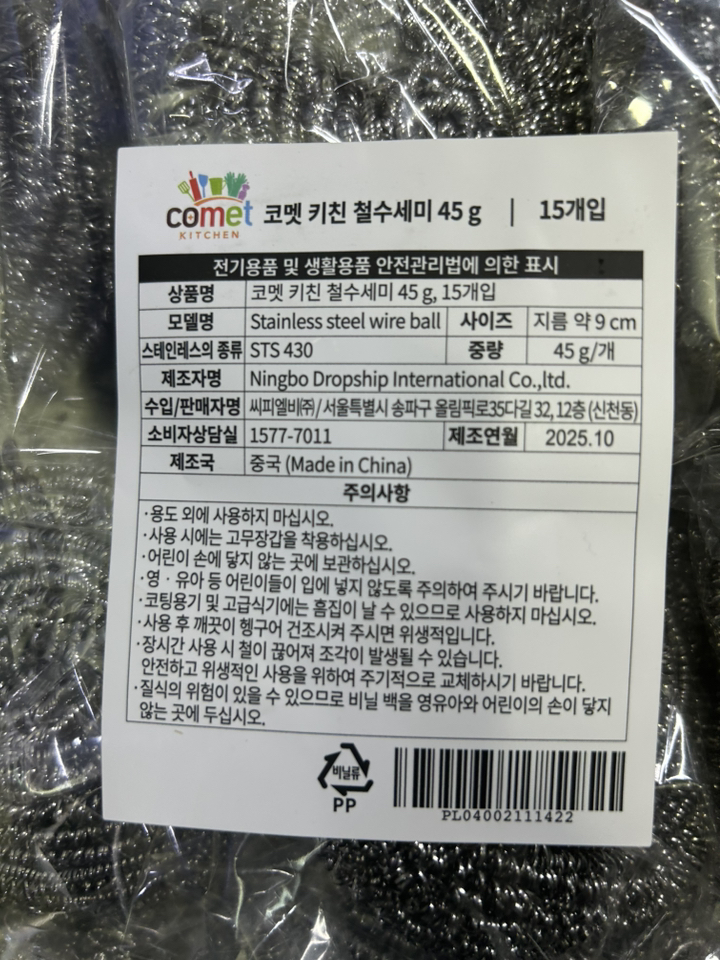 comet
KITCHEN
코멧 키친 철수세미 45 g | 15개입
전기용품 및 생활용품 안전관리법에 의한 표시
상품명 코멧 키친 철수세미 45 g, 15개입
모델명 Stainless steel wire ball 사이즈 지름 약 9 cm
스테인레스의 종류 STS 430 중량 45 g/개
제조자명 Ningbo Dropship International Co.,ltd.
수입/판매자명 씨피엘비㈜/ 서울특별시 송파구 올림픽로35다길 32, 12층 (신천동)
소비자상담실 1577-7011 제조연월 2025.10
제조국 중국 (Made in China)
주의사항
·용도 외에 사용하지 마십시오.
·사용 시에는 고무장갑을 착용하십시오.
·어린이 손에 닿지 않는 곳에 보관하십시오.
·영 · 유아 등 어린이들이 입에 넣지 않도록 주의하여 주시기 바랍니다.
·코팅용기 및 고급식기에는 흠집이 날 수 있으므로 사용하지 마십시오.
·사용 후 깨끗이 헹구어 건조시켜 주시면 위생적입니다.
·장시간 사용 시 철이 끊어져 조각이 발생될 수 있습니다.
안전하고 위생적인 사용을 위하여 주기적으로 교체하시기 바랍니다.
·질식의 위험이 있을 수 있으므로 비닐 백을 영유아와 어린이의 손이 닿지
않는 곳에 두십시오.
비닐류
PP
PL04002111422